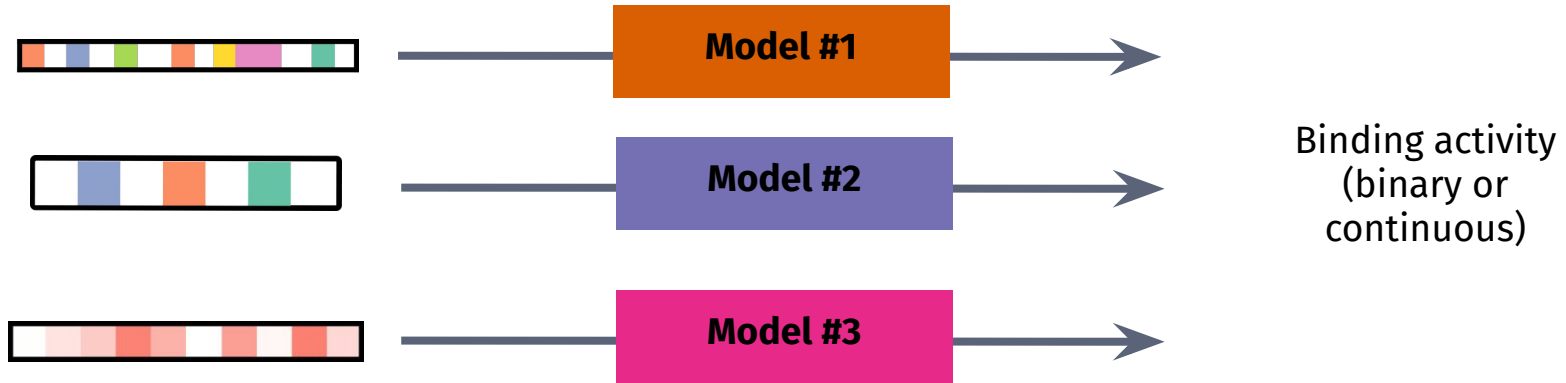 Model #1
Model #2
Model #3
Binding activity
(binary or
continuous)